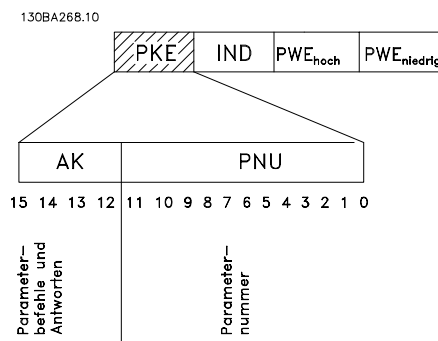 130BA268.10
PKE IND PWEhoch PWEniedrig
AK PNU
15 14 13 12 11 10 9 8 7 6 5 4 3 2 1 0
Parameter–
befehle und
Antworten
Parameter–
nummer